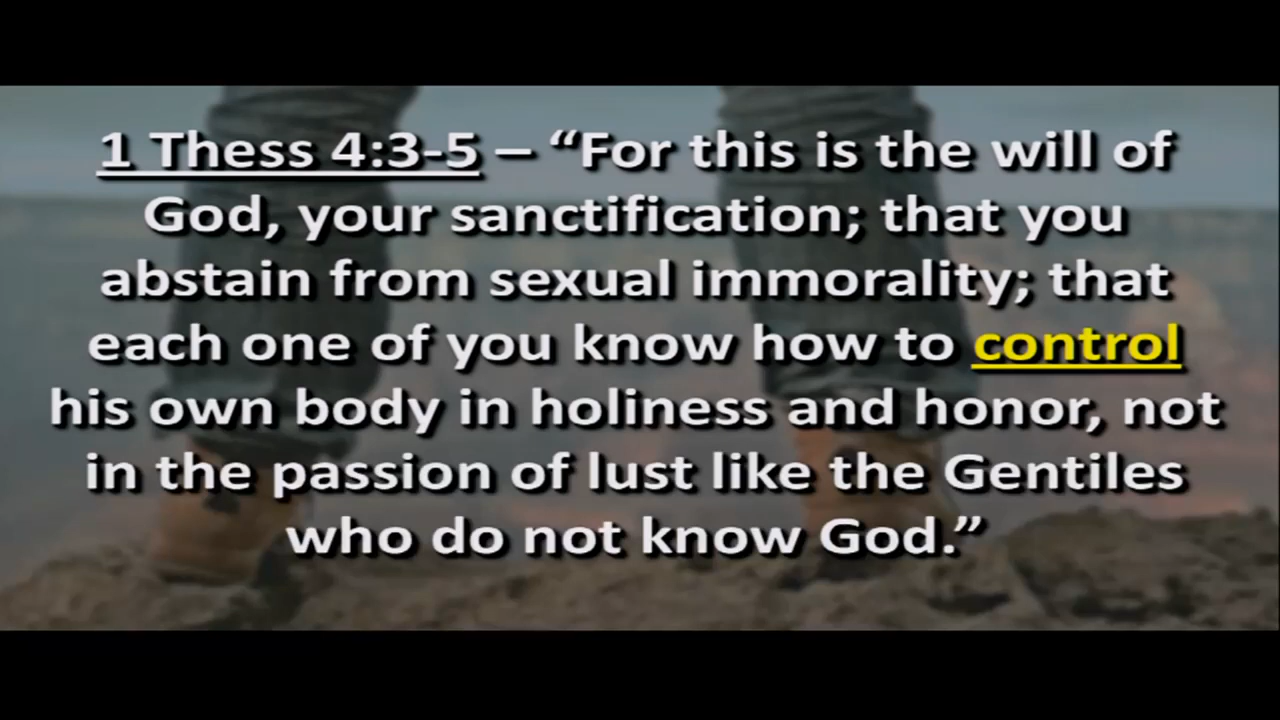 1 Thess 4:3-5 – “For this is the will of
God, your sanctification; that you
abstain from sexual immorality; that
each one of you know how to control
his own body in holiness and honor, not
in the passion of lust like the Gentiles
who do not know God.”